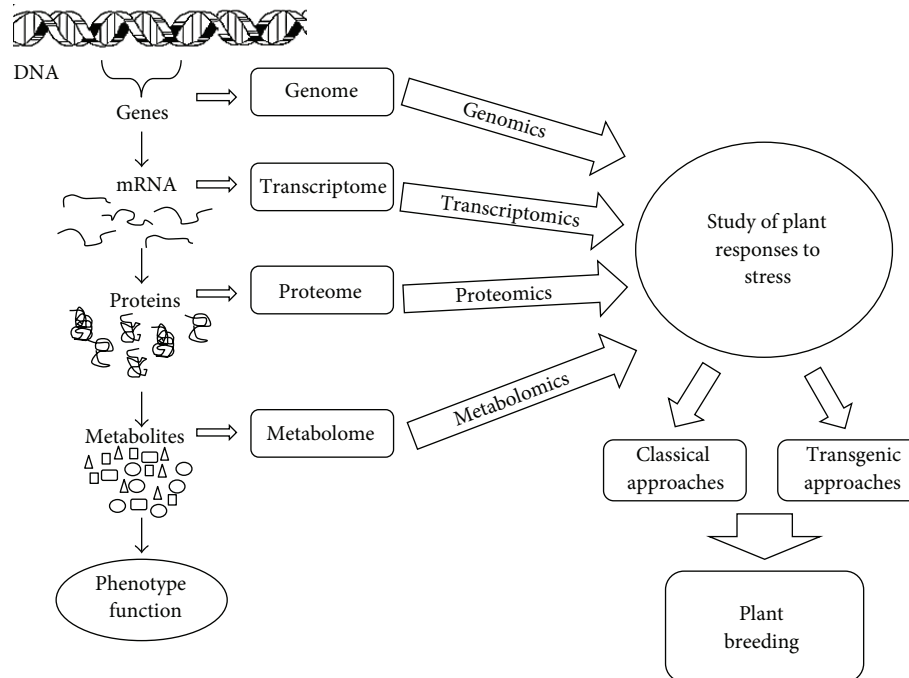 DNA
Genes
Genome
Genomics
mRNA
Transcriptome
Transcriptomics
Proteins
Proteome
Proteomics
Metabolites
Metabolome
Metabolomics
Phenotype
function
Study of plant
responses to
stress
Classical
approaches
Transgenic
approaches
Plant
breeding